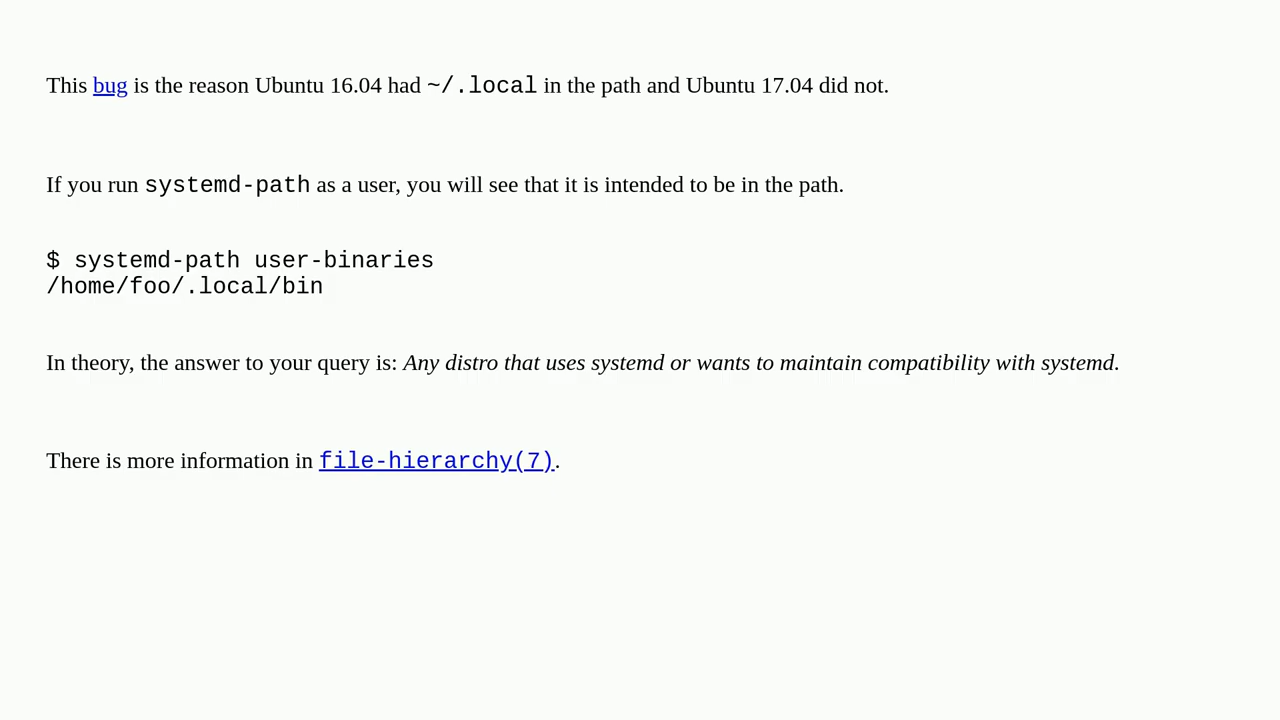 This bug is the reason Ubuntu 16.04 had ~/.local in the path and Ubuntu 17.04 did not.
If you run systemd-path as a user, you will see that it is intended to be in the path.
$ systemd-path user-binaries
/home/foo/.local/bin
In theory, the answer to your query is: Any distro that uses systemd or wants to maintain compatibility with systemd.
There is more information in file-hierarchy(7).